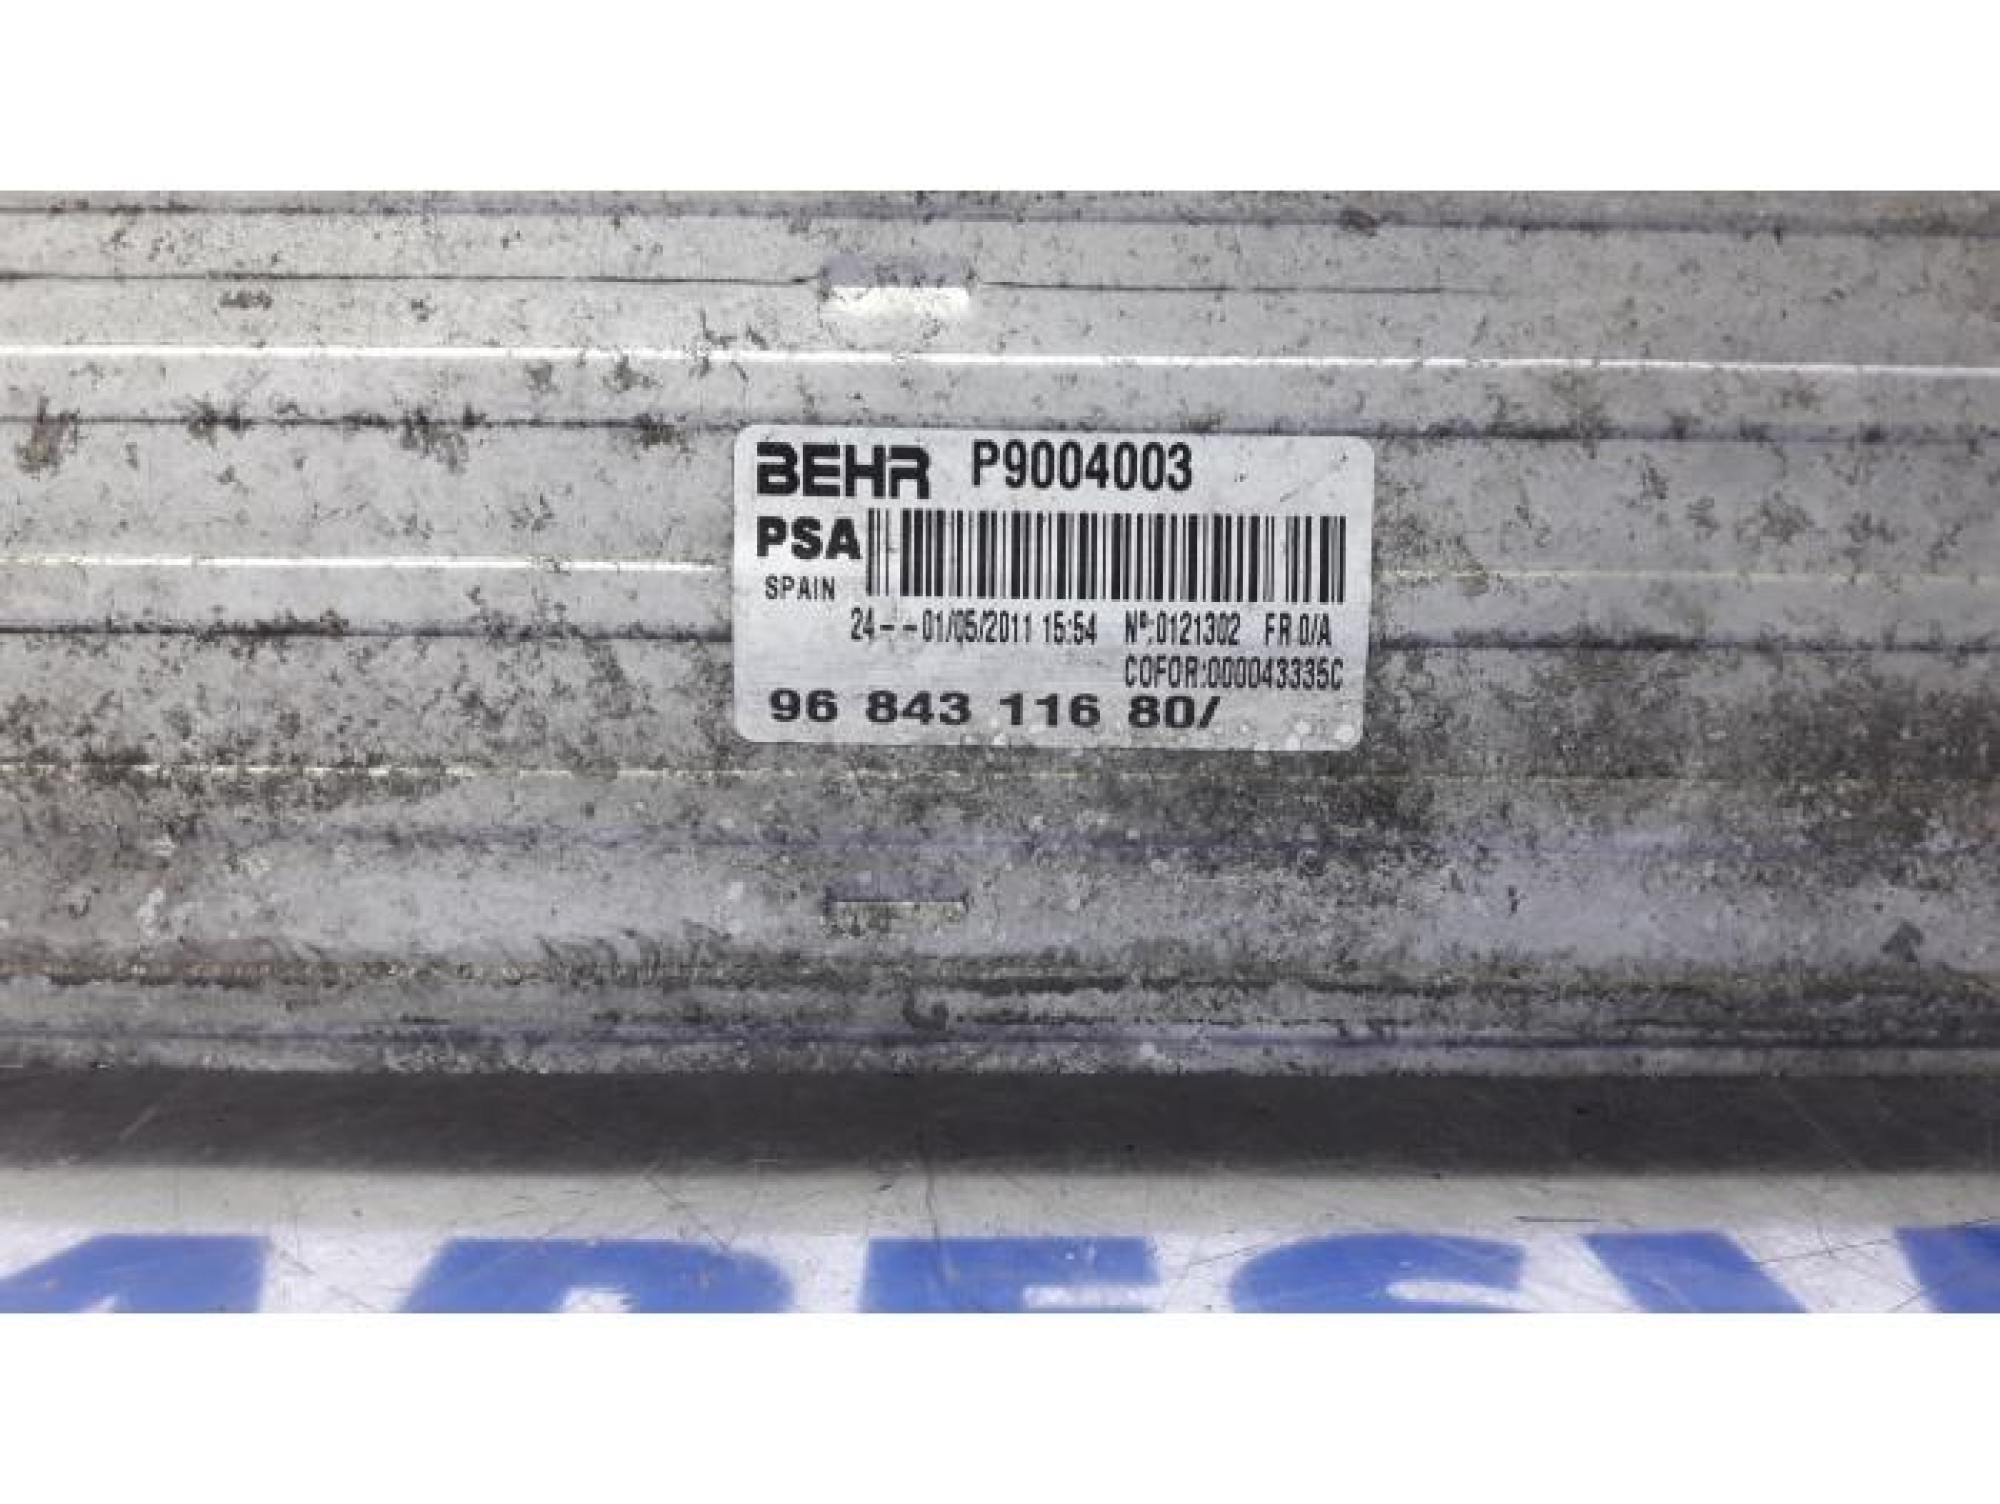 BEHR P9004003
PSA
SPAIN
24 - - 01/05/2011 15:54 Nº:0121302 FR.0/A
COFOR:000043335C
96 843 116 80/